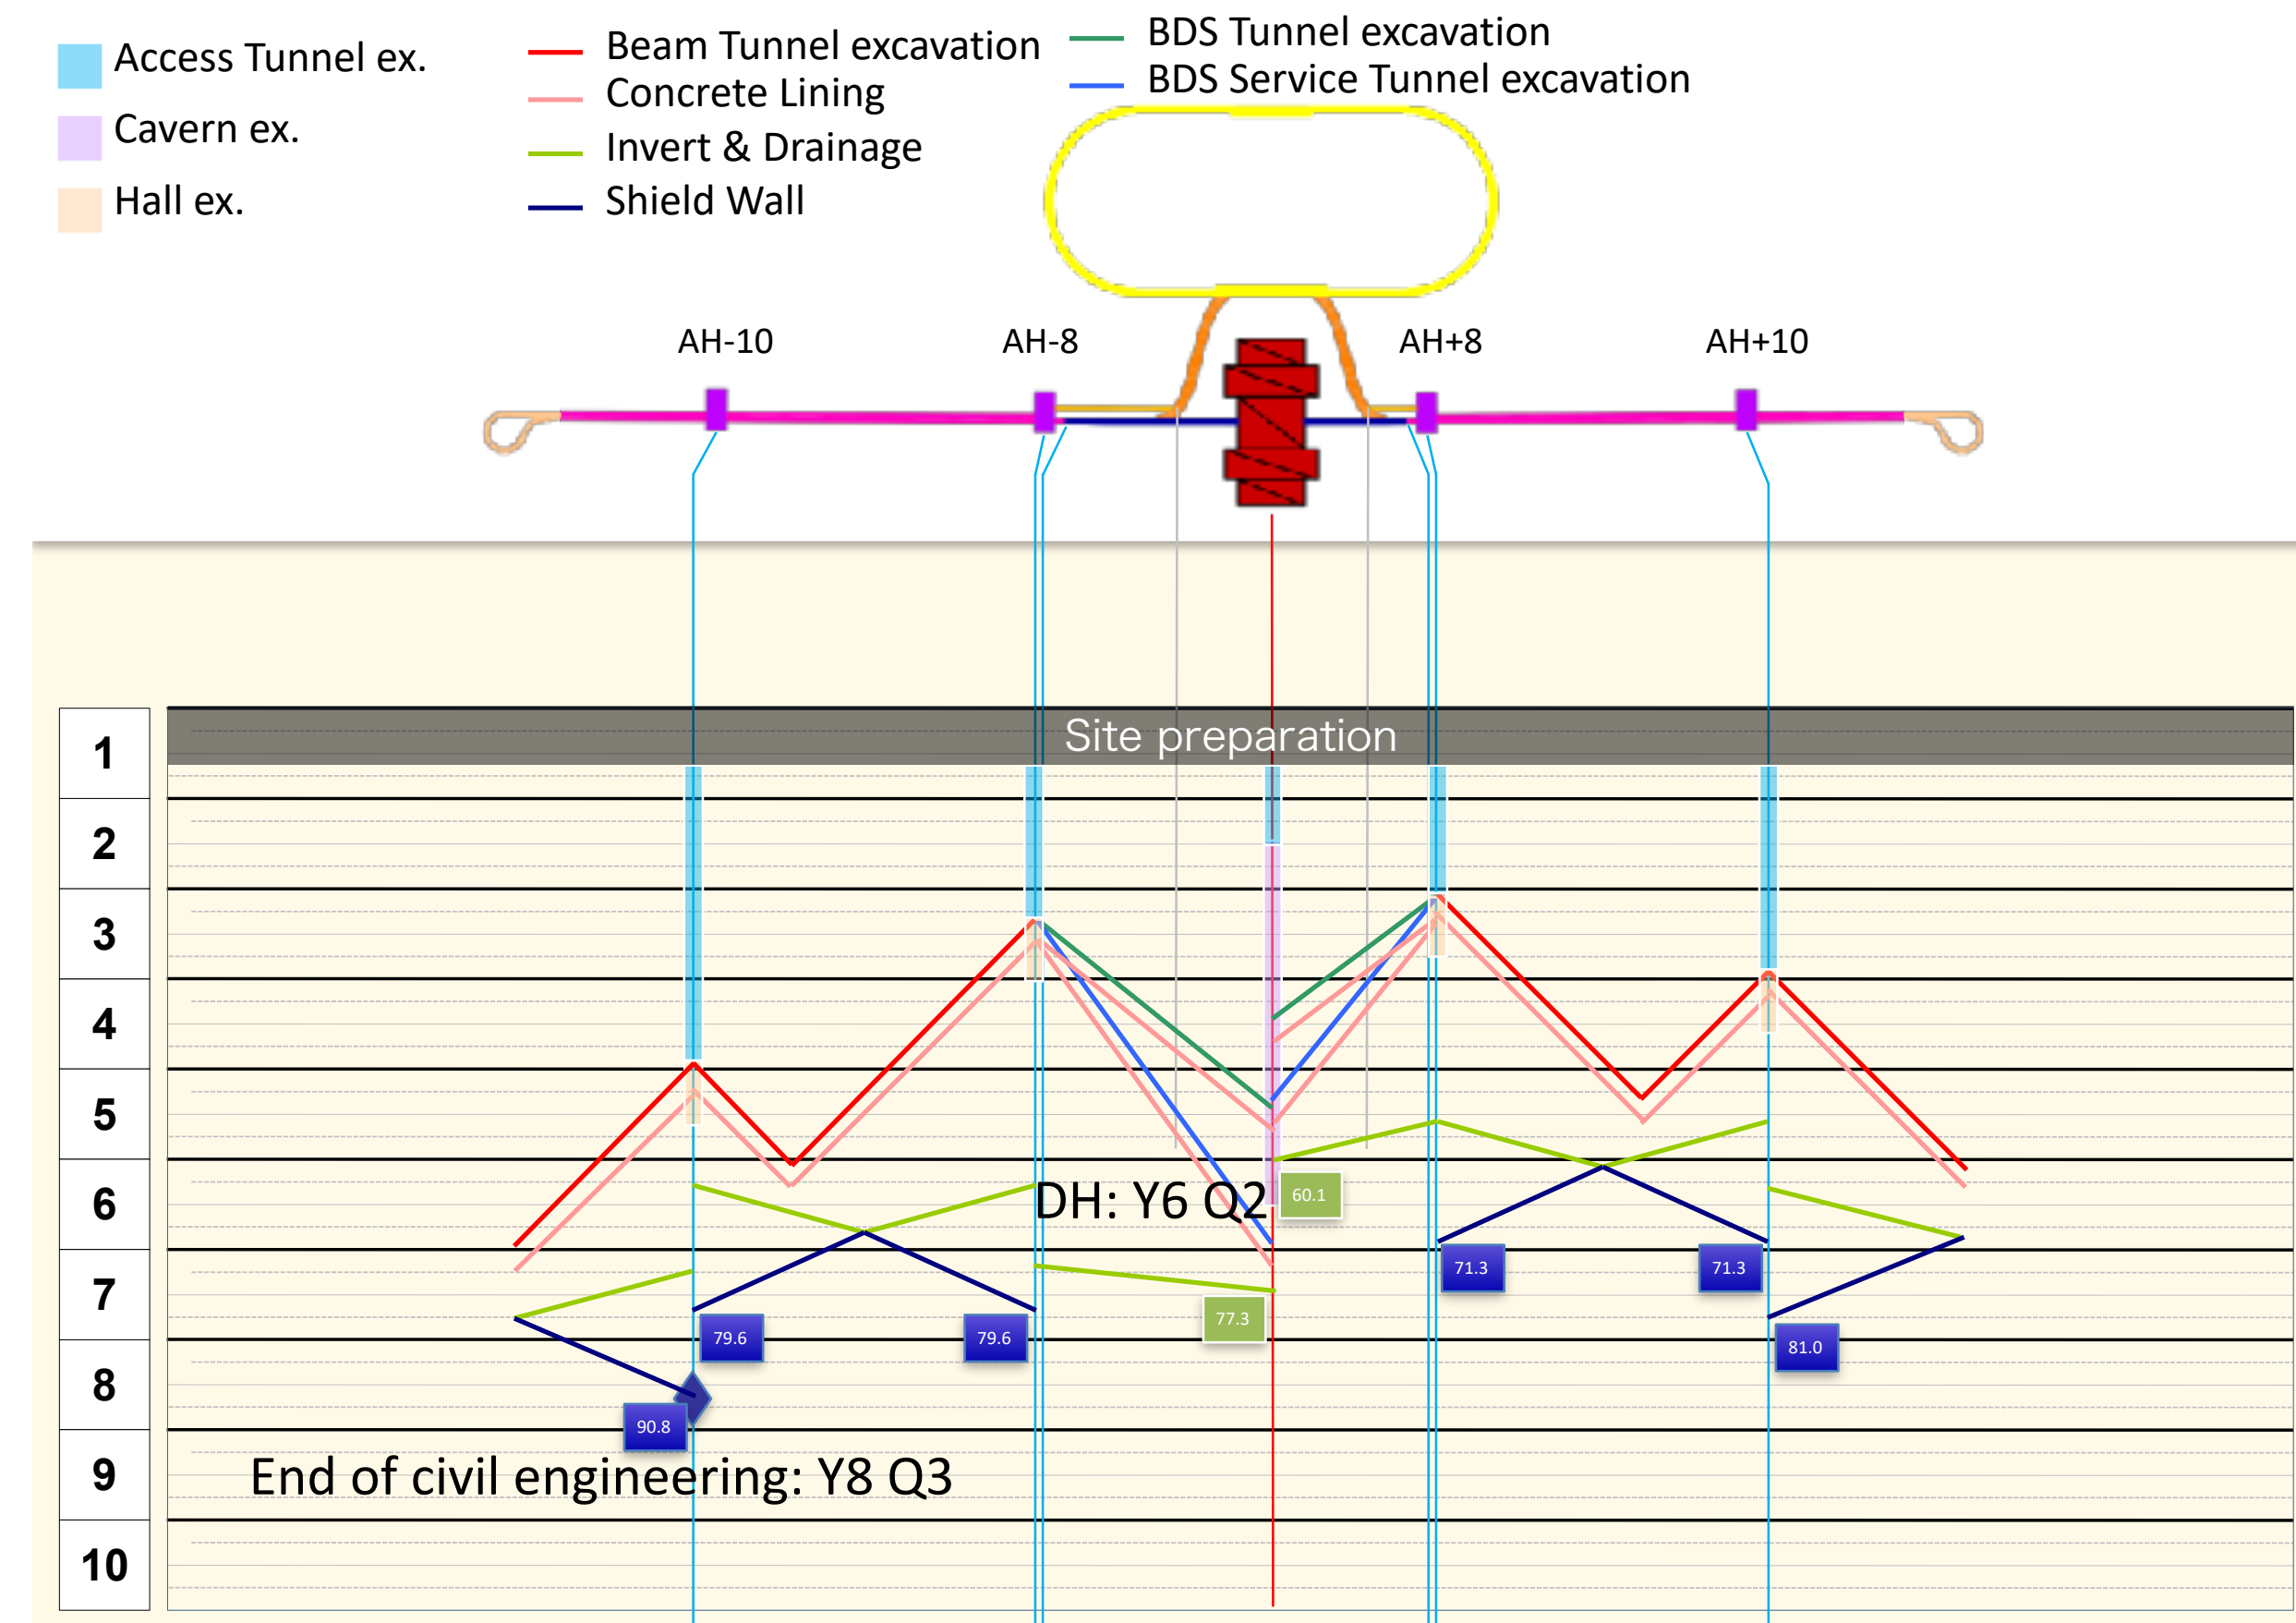 Access Tunnel ex.
Cavern ex.
Hall ex.
Beam Tunnel excavation
Concrete Lining
Invert & Drainage
Shield Wall
BDS Tunnel excavation
BDS Service Tunnel excavation
AH-10
AH-8
AH+8
AH+10
Site preparation
1
2
3
4
5
6
7
8
9
10
DH: Y6 Q2
60.1
71.3
71.3
77.3
79.6
79.6
81.0
90.8
End of civil engineering: Y8 Q3